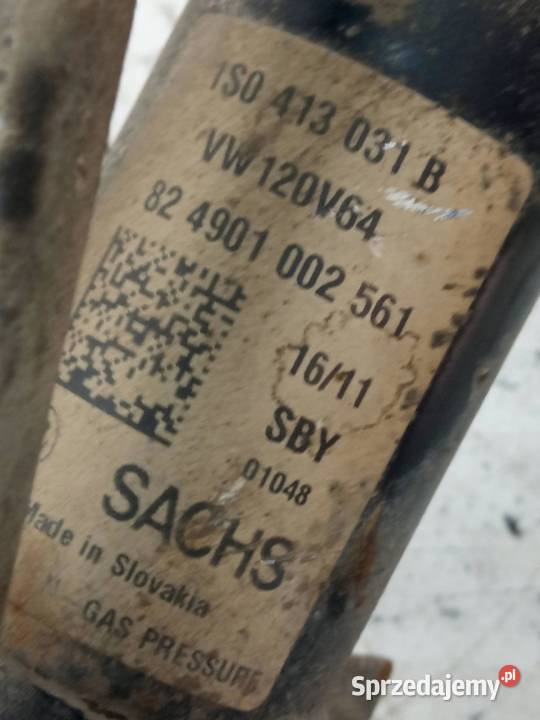 1S0 413 031 B
VW120V64
82 4901 002 561
16/11
SBY
01048
SACHS
Made in Slovakia
GAS PRESSURE
Sprzedajemy.pl